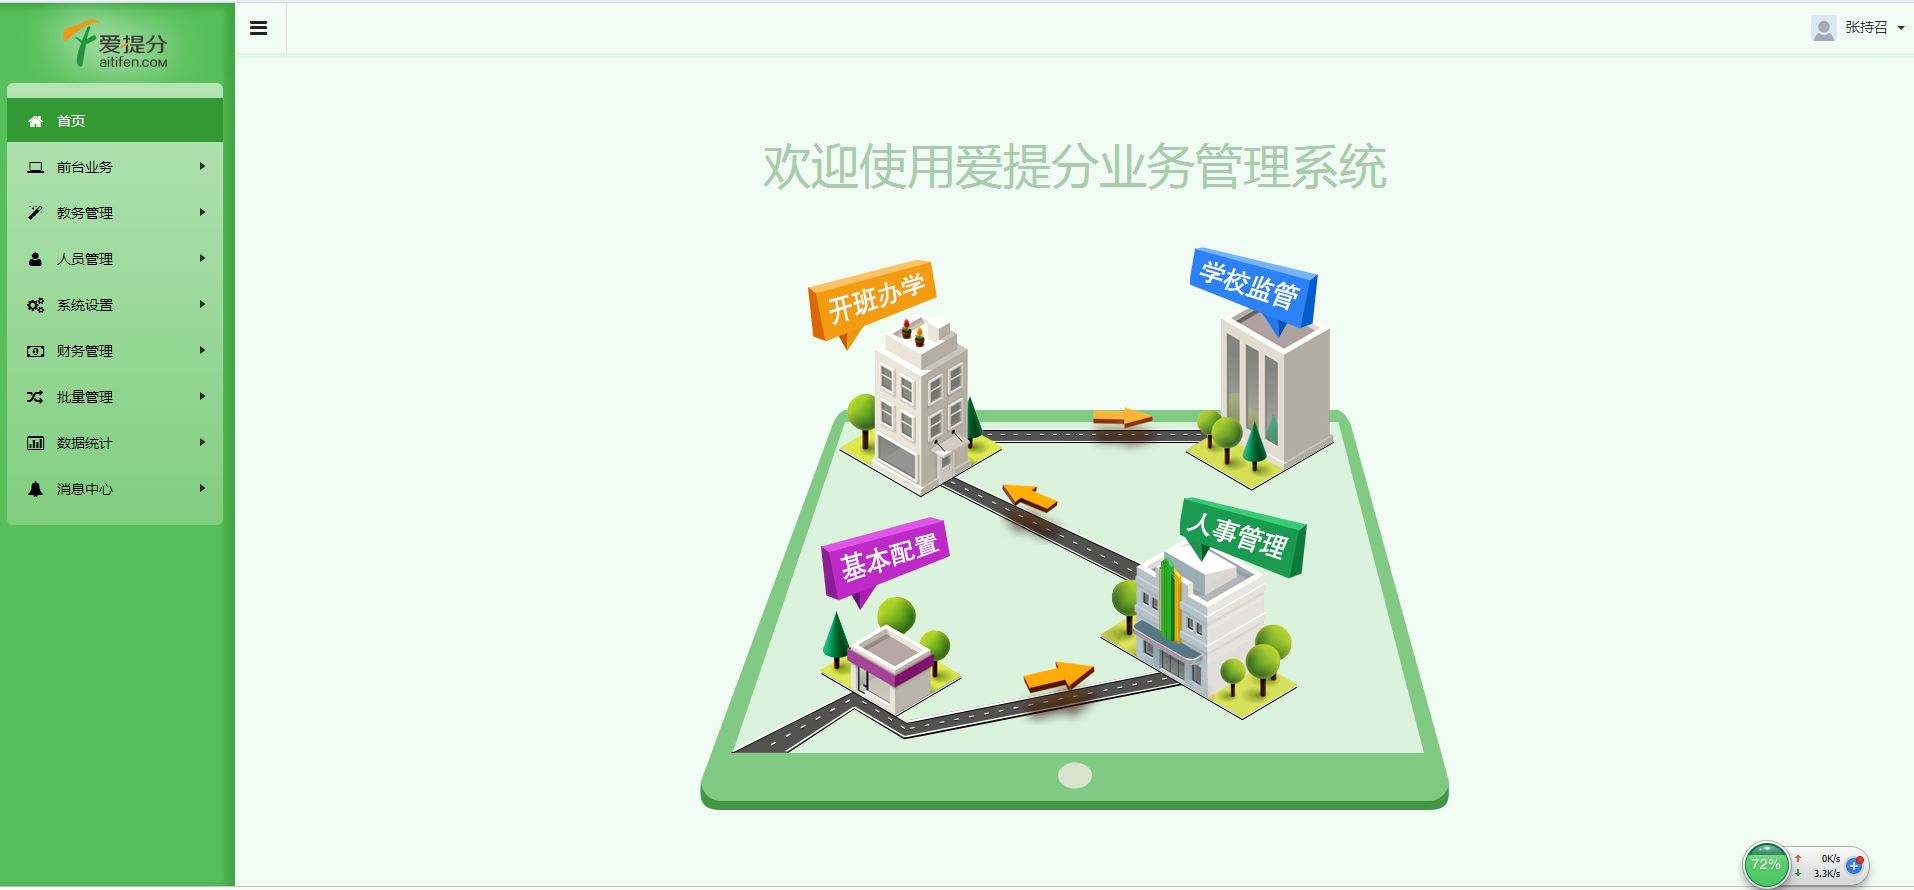 爱提分
aitifen.com
张持召
首页
前台业务
教务管理
人员管理
系统设置
财务管理
批量管理
数据统计
消息中心
欢迎使用爱提分业务管理系统
开班办学
学校监管
基本配置
人事管理
72%
0K/s
3.3K/s